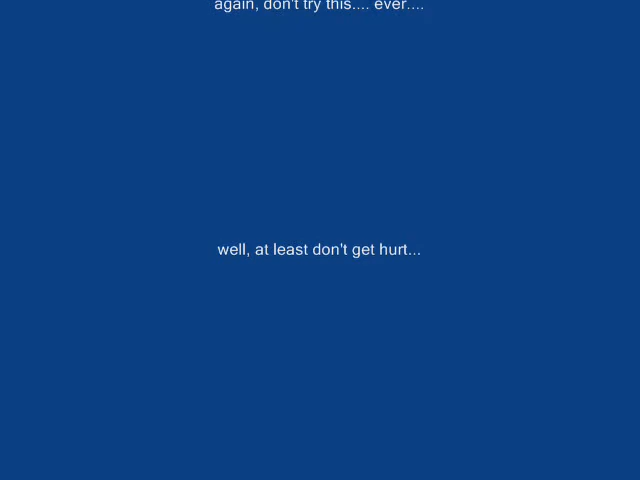 again, don't try this.... ever....
well, at least don't get hurt...